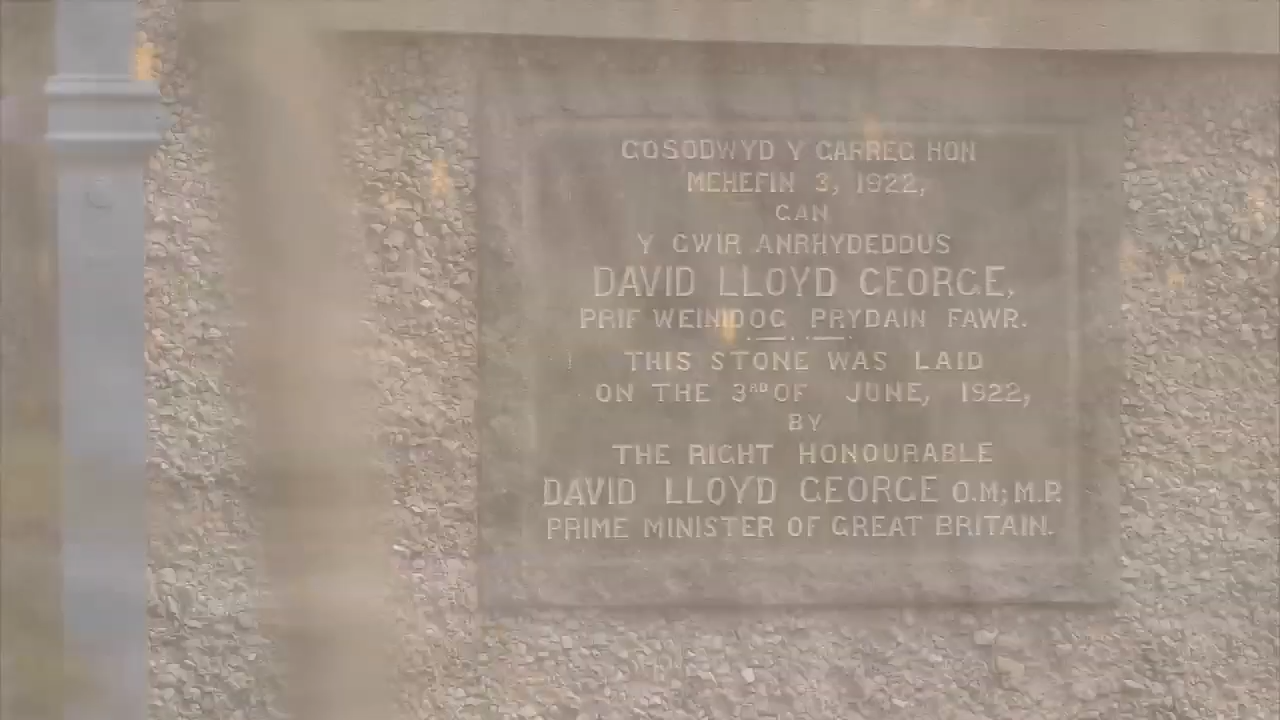 GOSODWYD Y GARREG HON
MEHEFIN 3, 1922,
GAN
Y GWIR ANRHYDEDDUS
DAVID LLOYD GEORGE,
PRIF WEINIDOG PRYDAIN FAWR.
THIS STONE WAS LAID
ON THE 3RD OF JUNE, 1922,
BY
THE RIGHT HONOURABLE
DAVID LLOYD GEORGE O.M; M.P.
PRIME MINISTER OF GREAT BRITAIN.